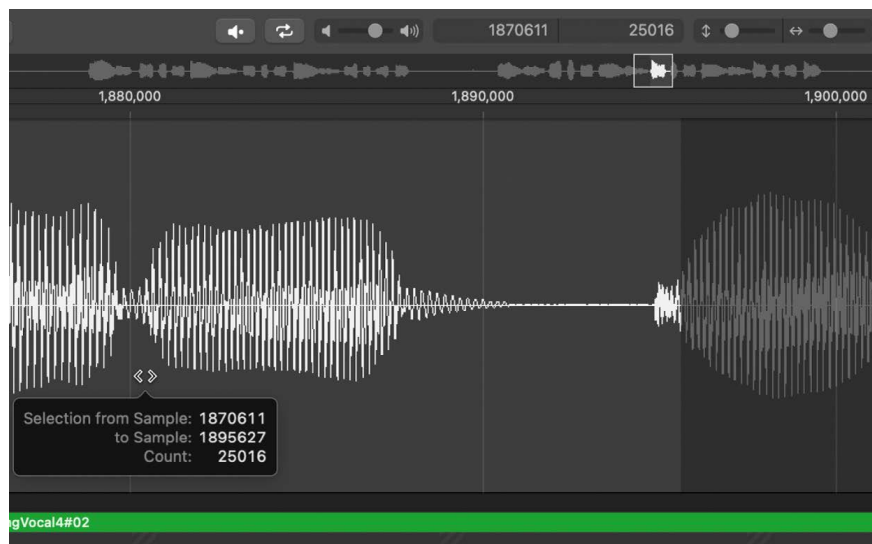 1870611 25016
1,880,000 1,890,000 1,900,000
Selection from Sample: 1870611
to Sample: 1895627
Count: 25016
ngVocal4#02